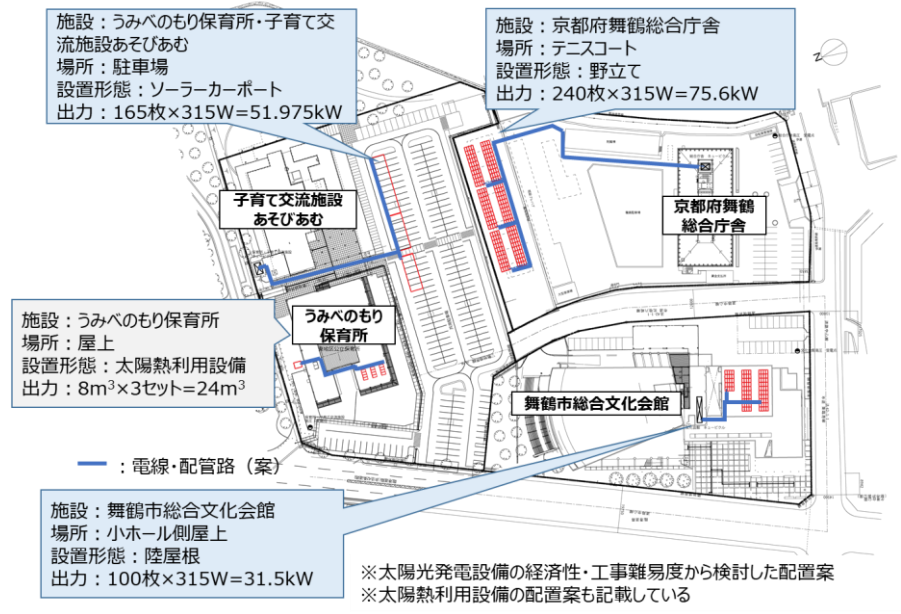 施設：うみべのもり保育所・子育て交
流施設あそびあむ
場所：駐車場
設置形態：ソーラーカーポート
出力：165枚×315W=51.975kW
施設：京都府舞鶴総合庁舎
場所：テニスコート
設置形態：野立て
出力：240枚×315W=75.6kW
子育て交流施設
あそびあむ
京都府舞鶴
総合庁舎
施設：うみべのもり保育所
場所：屋上
設置形態：太陽熱利用設備
出力：8m³×3セット=24m³
うみべのもり
保育所
舞鶴市総合文化会館
：電線・配管路（案）
施設：舞鶴市総合文化会館
場所：小ホール側屋上
設置形態：陸屋根
出力：100枚×315W=31.5kW
※太陽光発電設備の経済性・工事難易度から検討した配置案
※太陽熱利用設備の配置案も記載している